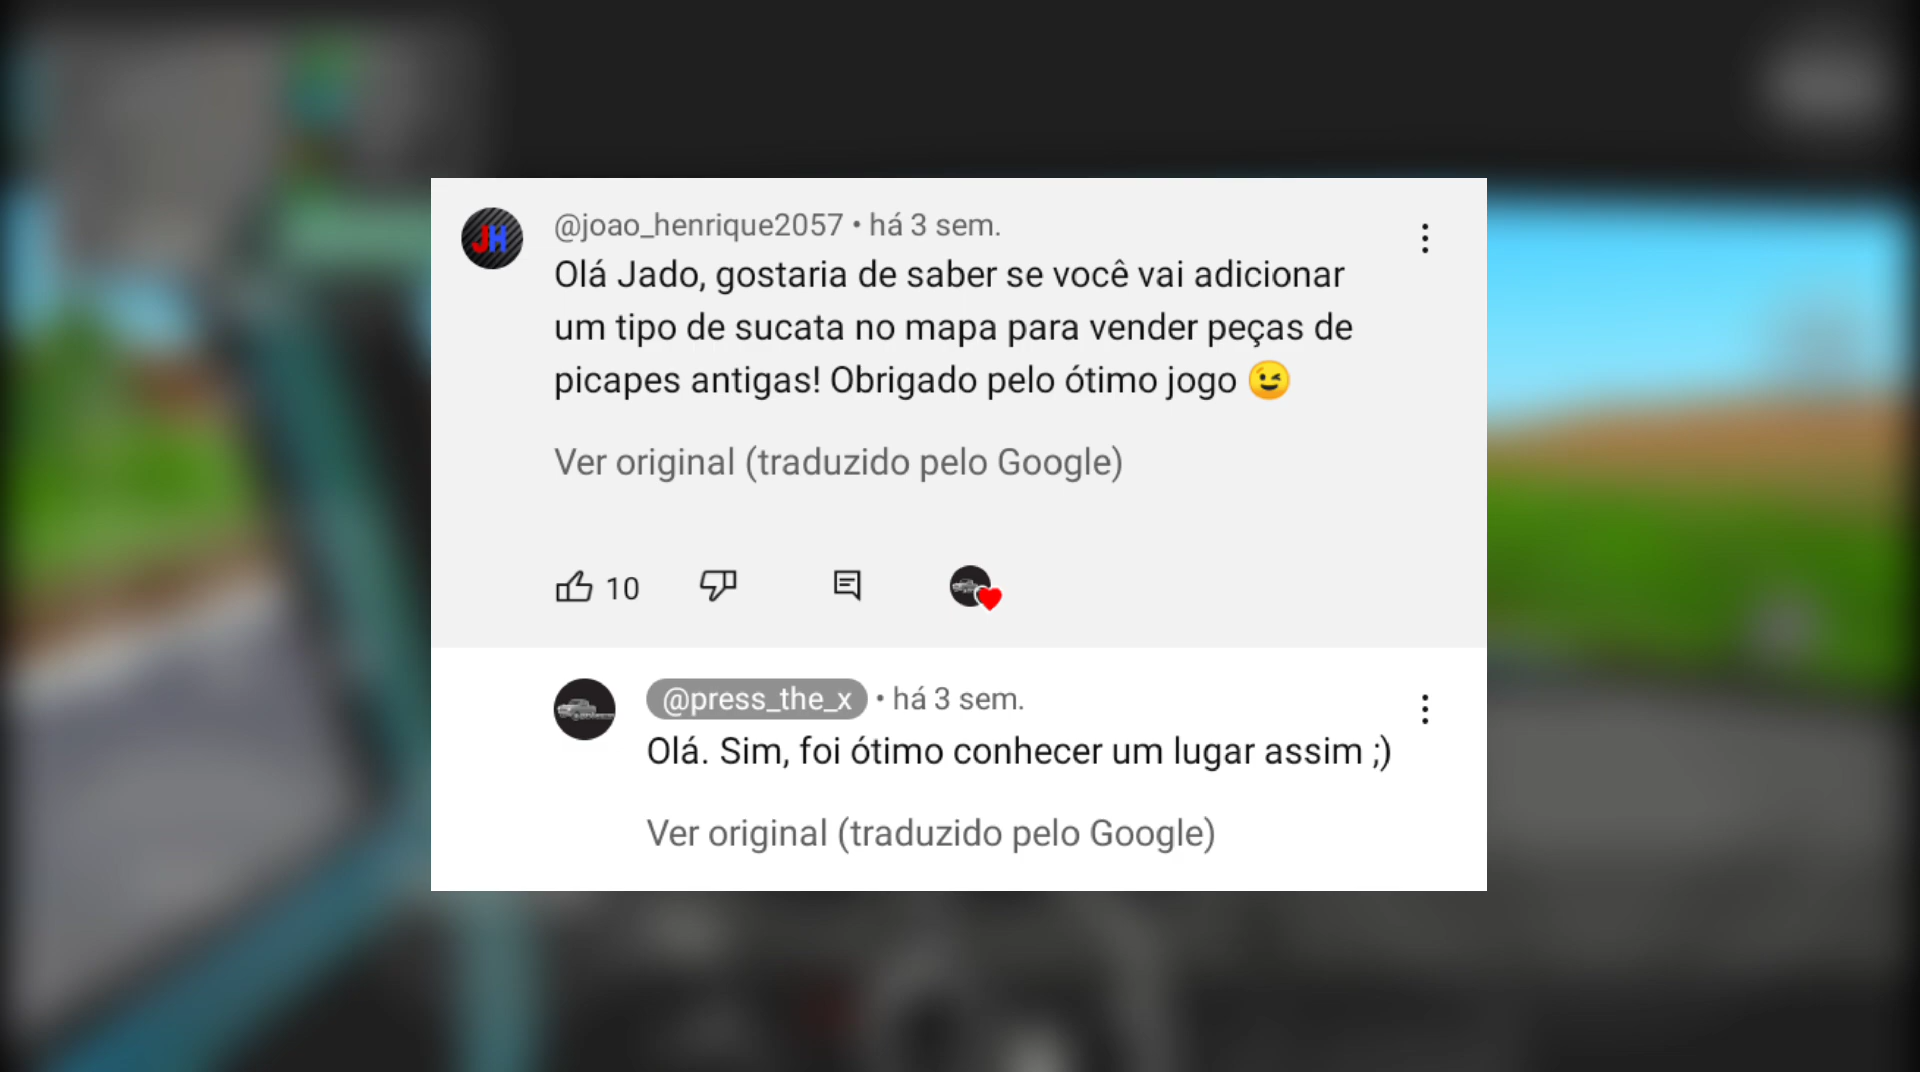 JH
@joao_henrique2057 • há 3 sem.
Olá Jado, gostaria de saber se você vai adicionar
um tipo de sucata no mapa para vender peças de
picapes antigas! Obrigado pelo ótimo jogo 😉
Ver original (traduzido pelo Google)
10
@press_the_x • há 3 sem.
Olá. Sim, foi ótimo conhecer um lugar assim ;)
Ver original (traduzido pelo Google)